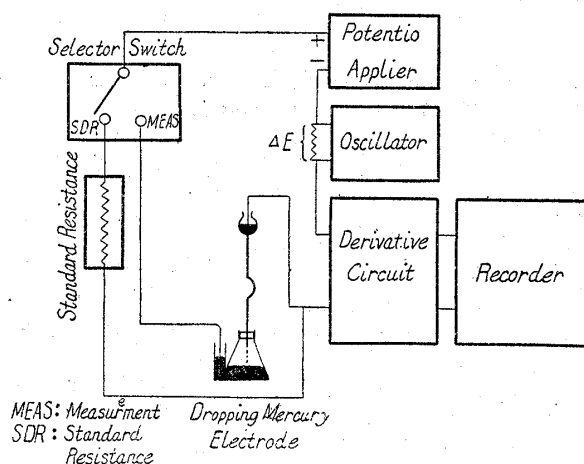 Selector Switch
SDR
MEAS
Standard Resistance
+
−
Potentio
Applier
ΔE
Oscillator
Derivative
Circuit
Recorder
MEAS: Measurment
e
SDR : Standard
Resistance
Dropping Mercury
Electrode